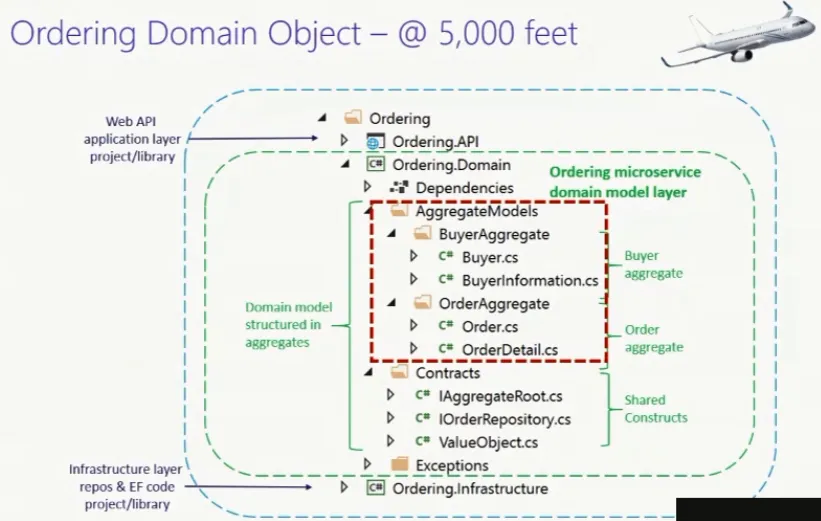 Ordering Domain Object – @ 5,000 feet
Web API
application layer
project/library
Ordering
Ordering.API
C# Ordering.Domain
Dependencies
Ordering microservice
domain model layer
AggregateModels
BuyerAggregate
C# Buyer.cs
C# BuyerInformation.cs
Buyer
aggregate
OrderAggregate
C# Order.cs
C# OrderDetail.cs
Order
aggregate
Domain model
structured in
aggregates
Contracts
C# IAggregateRoot.cs
C# IOrderRepository.cs
C# ValueObject.cs
Shared
Constructs
Exceptions
Infrastructure layer
repos & EF code
project/library
C# Ordering.Infrastructure